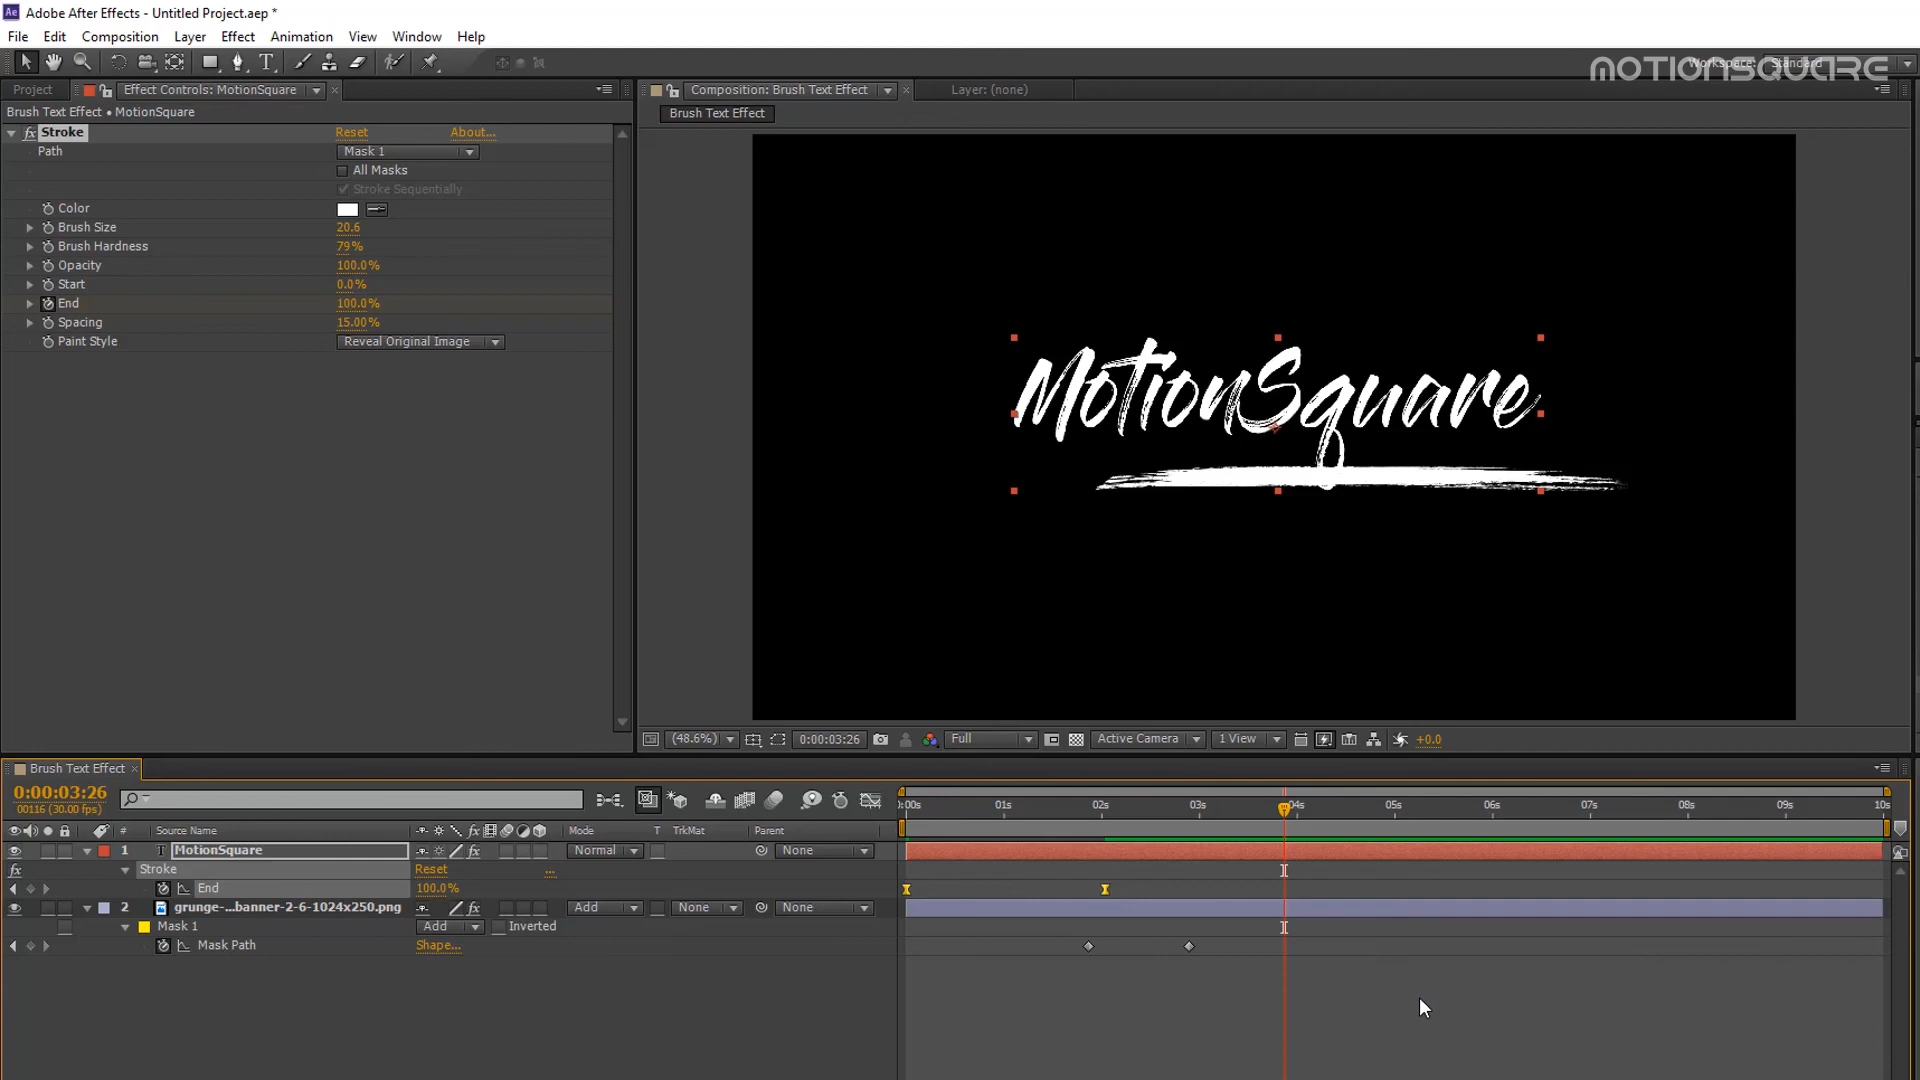 Adobe After Effects - Untitled Project.aep *
File Edit Composition Layer Effect Animation View Window Help
Workspace: Standard
MOTIONSQUARE
Project Effect Controls: MotionSquare
Composition: Brush Text Effect Layer: (none)
Brush Text Effect • MotionSquare
Brush Text Effect
fx Stroke Reset About...
Path Mask 1
All Masks
Stroke Sequentially
Color
Brush Size 20.6
Brush Hardness 79%
Opacity 100.0%
Start 0.0%
End 100.0%
Spacing 15.00%
Paint Style Reveal Original Image
MotionSquare
(48.6%) 0:00:03:26 Full Active Camera 1 View +0.0
Brush Text Effect
0:00:03:26
00116 (30.00 fps)
:00s 01s 02s 03s 04s 05s 06s 07s 08s 09s 10s
# Source Name fx Mode T TrkMat Parent
1 T MotionSquare fx Normal None
fx Stroke Reset ...
End 100.0%
2 grunge-...banner-2-6-1024x250.png fx Add None None
Mask 1 Add Inverted
Mask Path Shape...